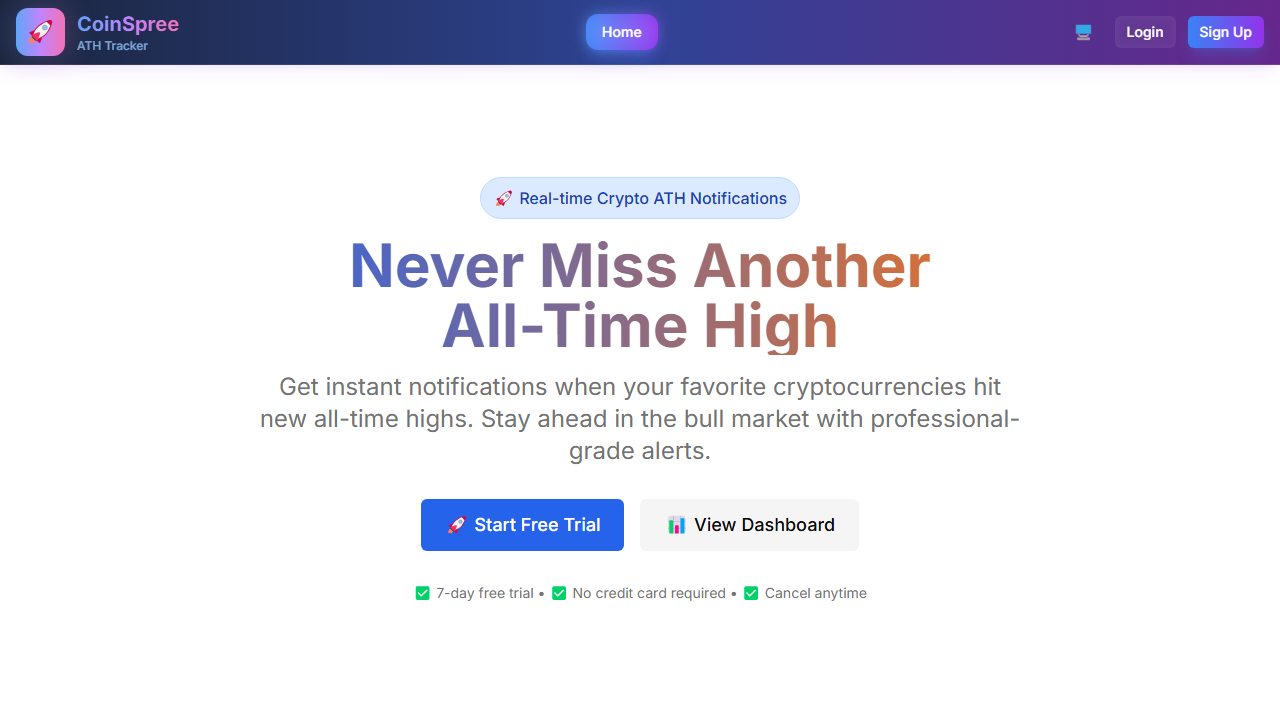 CoinSpree
ATH Tracker
Home
Login
Sign Up
Real-time Crypto ATH Notifications
Never Miss Another
All-Time High
Get instant notifications when your favorite cryptocurrencies hit
new all-time highs. Stay ahead in the bull market with professional-
grade alerts.
Start Free Trial
View Dashboard
7-day free trial • No credit card required • Cancel anytime